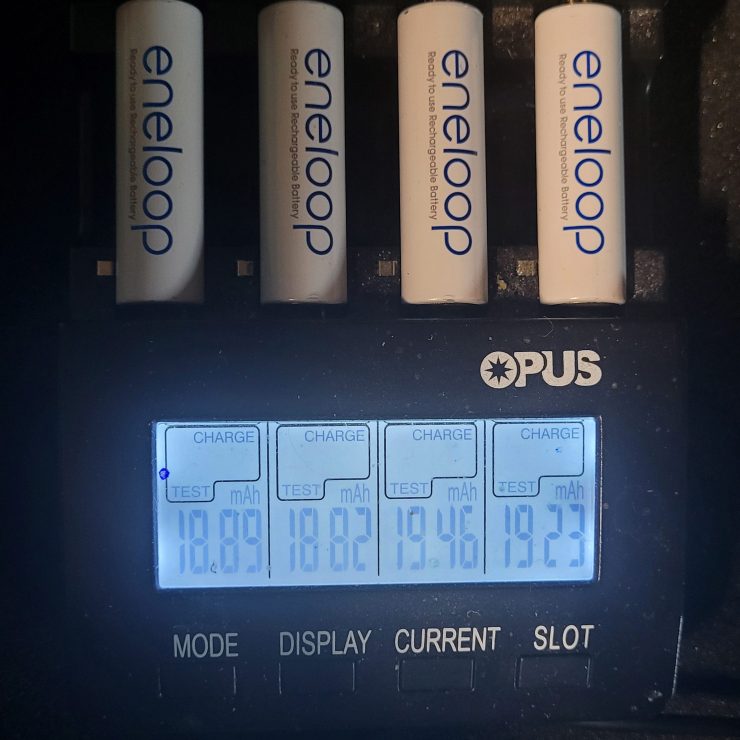 eneloop
Ready to use Rechargeable Battery
eneloop
Ready to use Rechargeable Battery
eneloop
Ready to use Rechargeable Battery
eneloop
Ready to use Rechargeable Battery
OPUS
CHARGE CHARGE CHARGE CHARGE
TEST mAh TEST mAh TEST mAh TEST mAh
1889 1882 1946 1923
MODE DISPLAY CURRENT SLOT